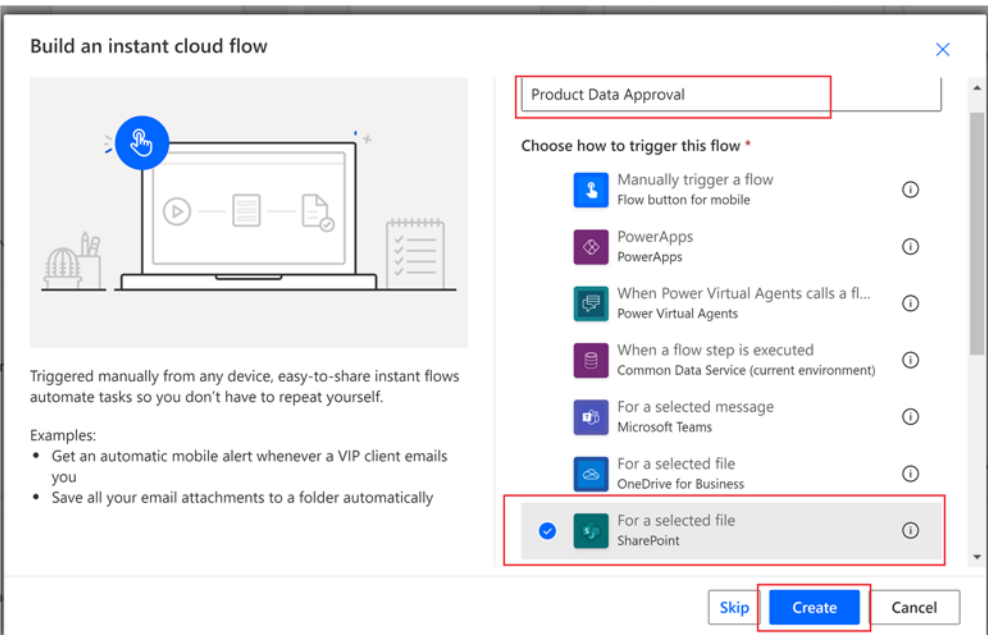 Build an instant cloud flow
Product Data Approval
Choose how to trigger this flow *
Manually trigger a flow
Flow button for mobile
PowerApps
PowerApps
When Power Virtual Agents calls a fl...
Power Virtual Agents
When a flow step is executed
Common Data Service (current environment)
For a selected message
Microsoft Teams
For a selected file
OneDrive for Business
For a selected file
SharePoint
Triggered manually from any device, easy-to-share instant flows
automate tasks so you don't have to repeat yourself.
Examples:
• Get an automatic mobile alert whenever a VIP client emails
you
• Save all your email attachments to a folder automatically
Skip
Create
Cancel